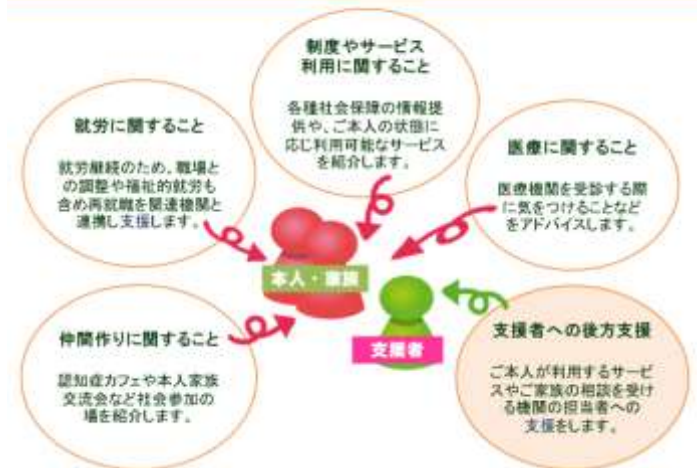 制度やサービス
利用に関すること
各種社会保障の情報提
供や、ご本人の状態に
応じ利用可能なサービス
を紹介します。
就労に関すること
就労継続のため、職場と
の調整や福祉的就労も
含め再就職を関連機関と
連携し支援します。
医療に関すること
医療機関を受診する際
に気をつけることなど
をアドバイスします。
本人・家族
支援者
仲間作りに関すること
認知症カフェや本人家族
交流会など社会参加の
場を紹介します。
支援者への後方支援
ご本人が利用するサービ
スやご家族の相談を受け
る機関の担当者への
支援をします。